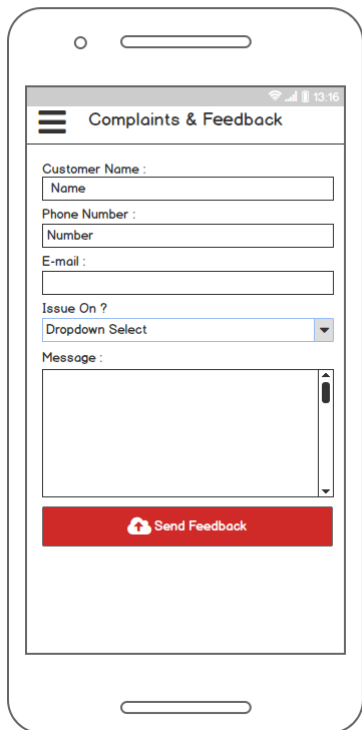 13:16
Complaints & Feedback
Customer Name :
Name
Phone Number :
Number
E-mail :
Issue On ?
Dropdown Select
Message :
Send Feedback